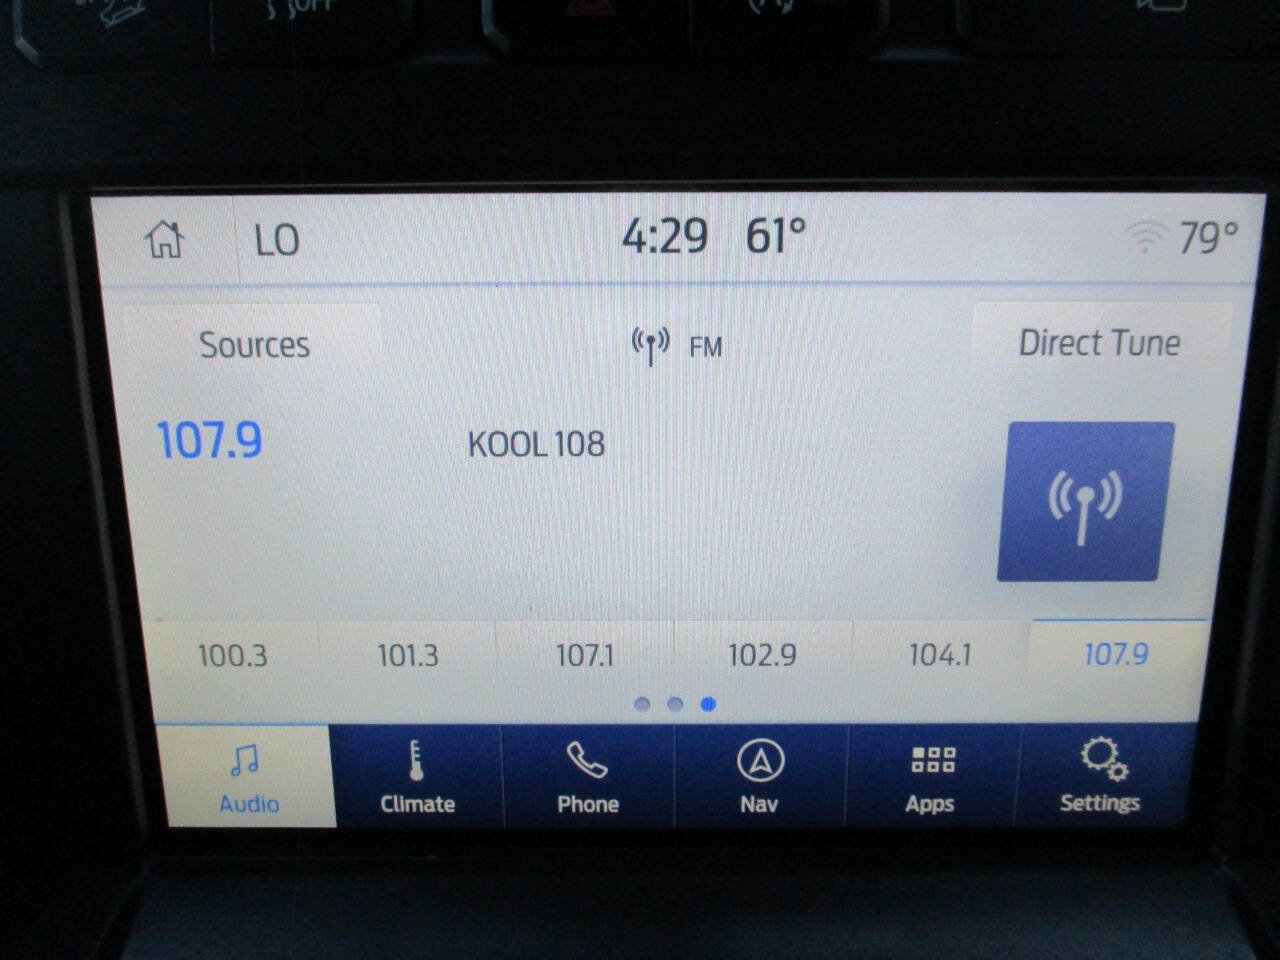 OFF
LO 4:29 61° 79°
Sources FM Direct Tune
107.9 KOOL 108
100.3 101.3 107.1 102.9 104.1 107.9
Audio Climate Phone Nav Apps Settings